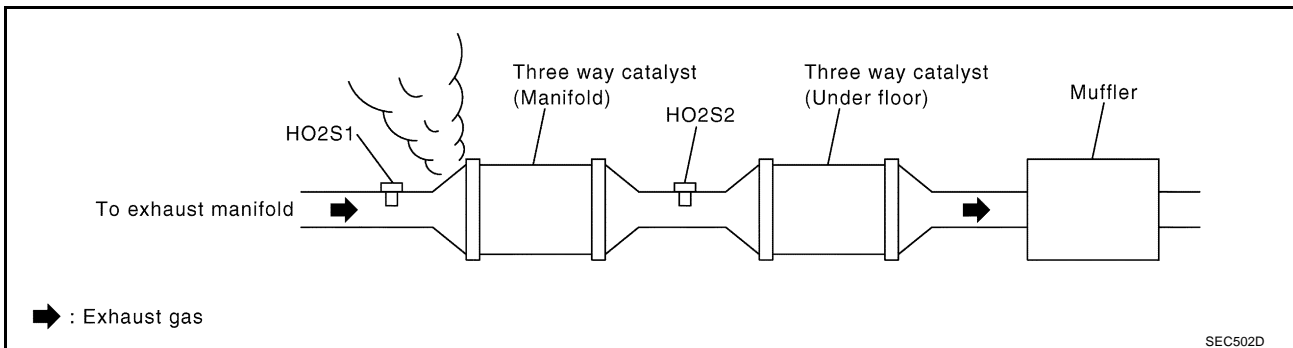 Three way catalyst
(Manifold)
Three way catalyst
(Under floor)
Muffler
HO2S1
HO2S2
To exhaust manifold
: Exhaust gas
SEC502D